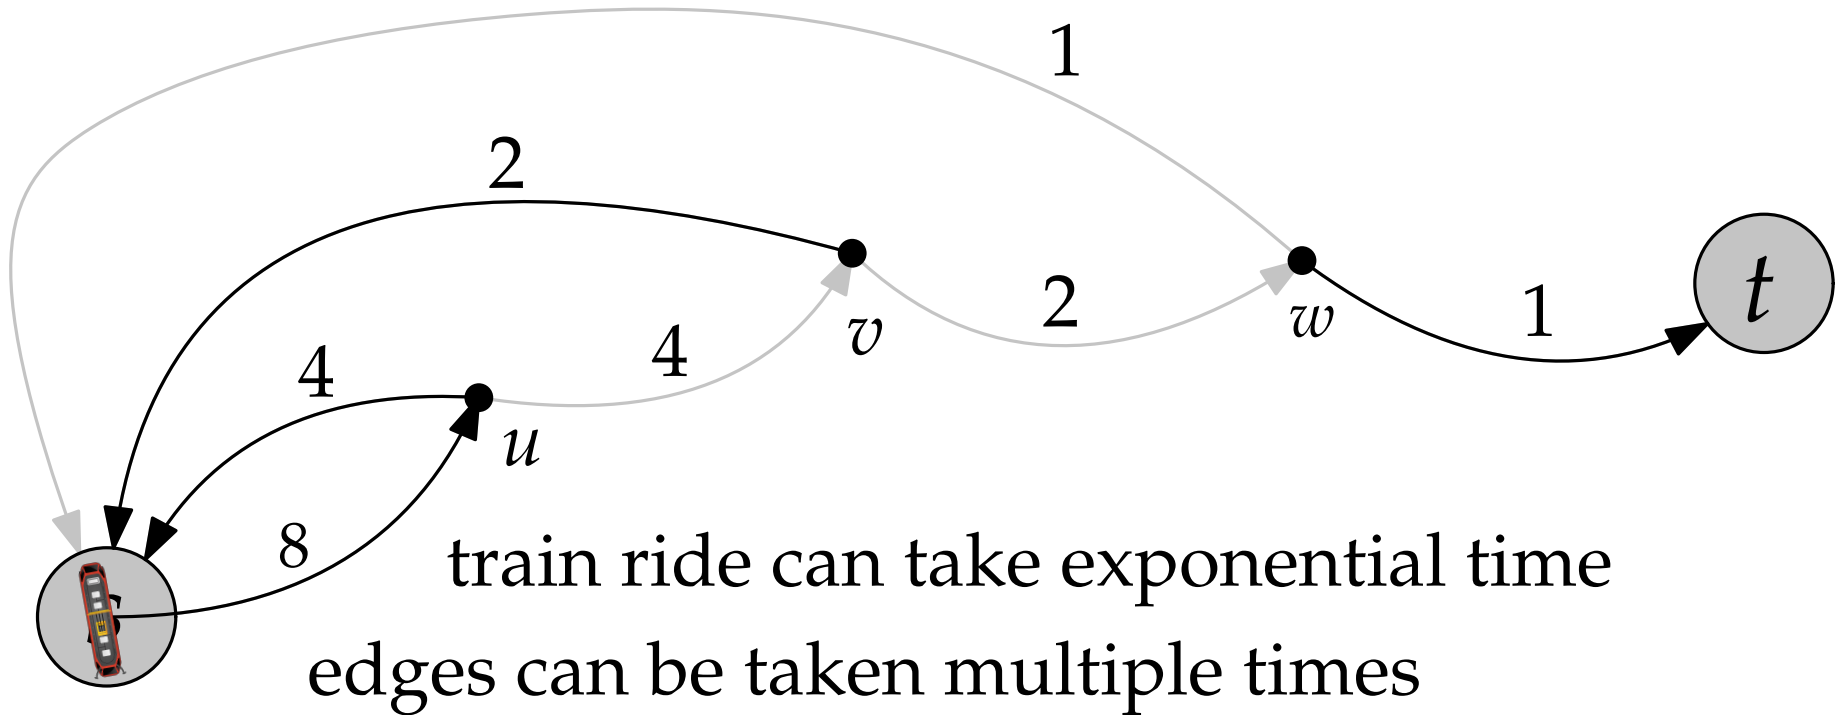 1
2
2
1
t
v
w
4
4
u
8
s
train ride can take exponential time
edges can be taken multiple times